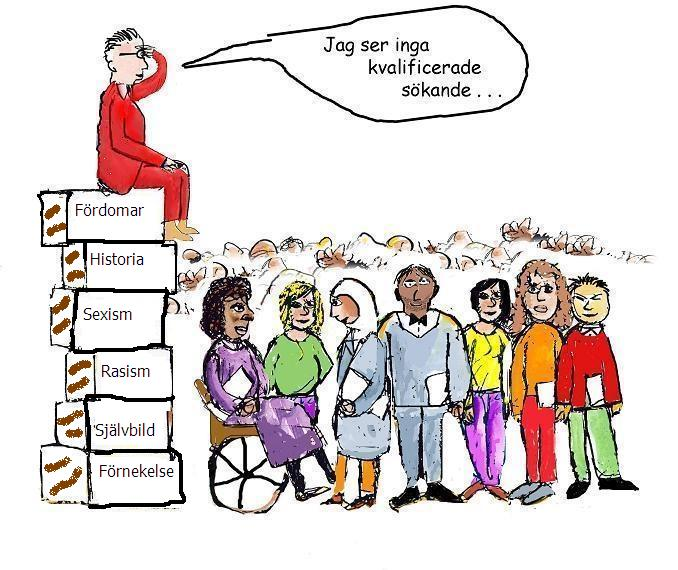 Jag ser inga
kvalificerade
sökande . . .
Fördomar
Historia
Sexism
Rasism
Självbild
Förnekelse